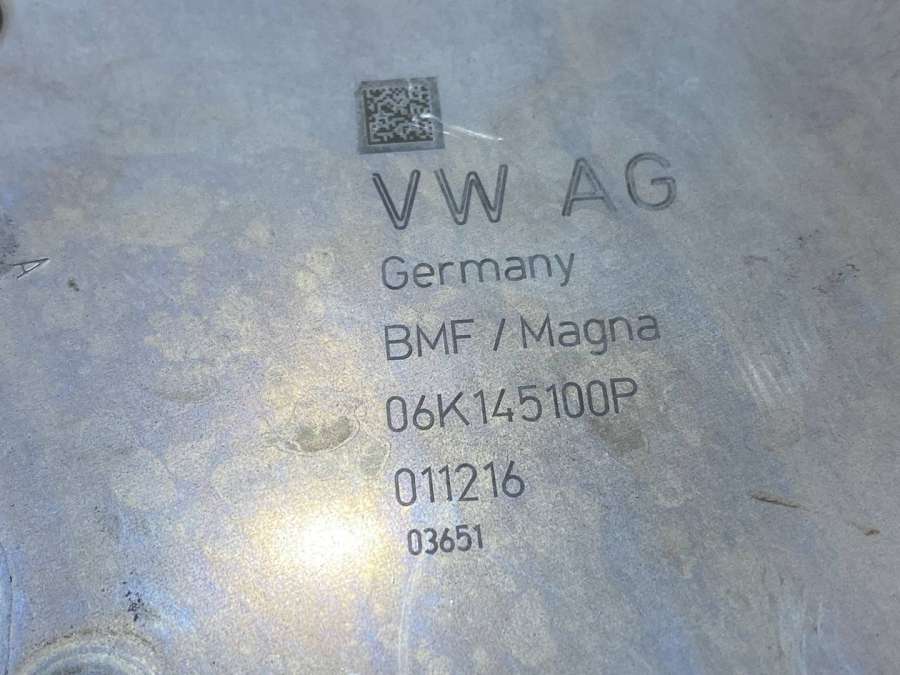 VW AG
Germany
BMF / Magna
06K145100P
011216
03651
A